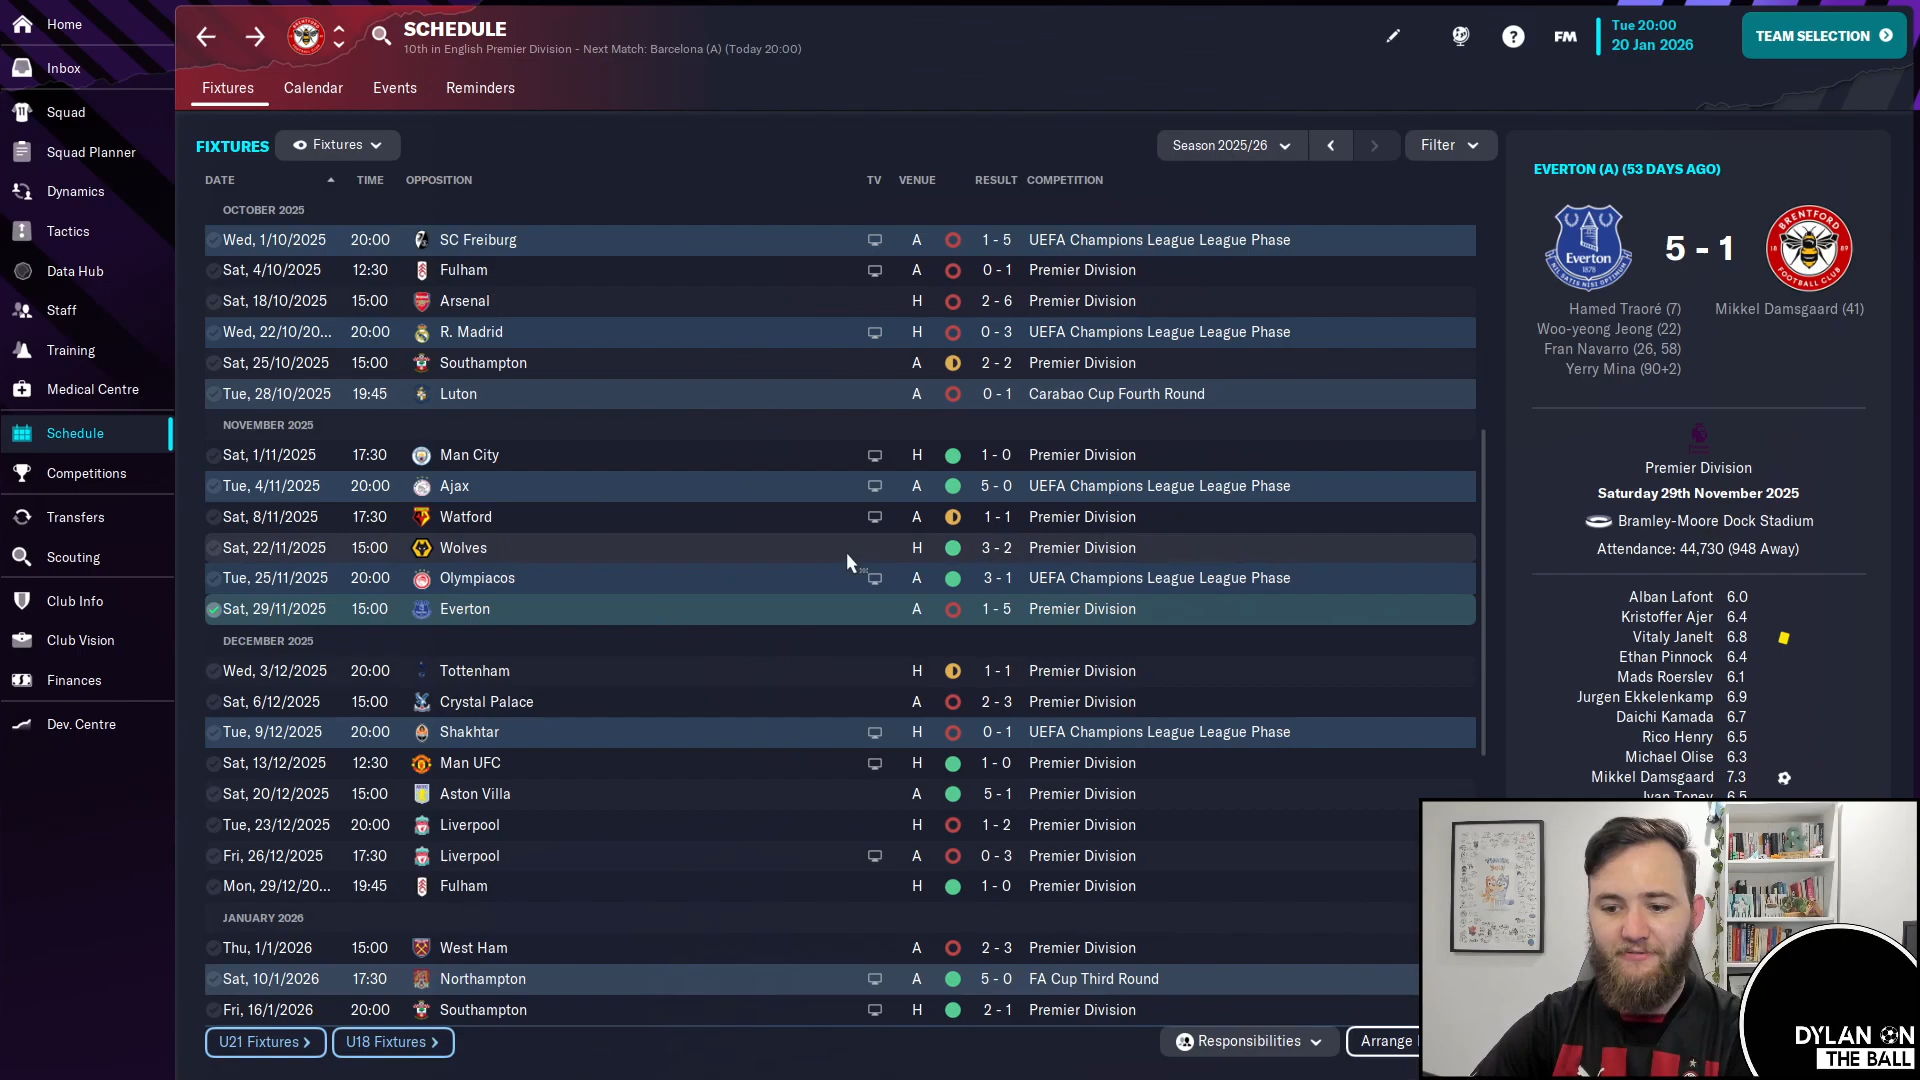 Home
Inbox
Squad
Squad Planner
Dynamics
Tactics
Data Hub
Staff
Training
Medical Centre
Schedule
Competitions
Transfers
Scouting
Club Info
Club Vision
Finances
Dev. Centre
SCHEDULE
10th in English Premier Division - Next Match: Barcelona (A) (Today 20:00)
FM
Tue 20:00
20 Jan 2026
TEAM SELECTION
Fixtures Calendar Events Reminders
FIXTURES Fixtures Season 2025/26 Filter
DATE TIME OPPOSITION TV VENUE RESULT COMPETITION
OCTOBER 2025
Wed, 1/10/2025 20:00 SC Freiburg A 1 - 5 UEFA Champions League League Phase
Sat, 4/10/2025 12:30 Fulham A 0 - 1 Premier Division
Sat, 18/10/2025 15:00 Arsenal H 2 - 6 Premier Division
Wed, 22/10/20... 20:00 R. Madrid H 0 - 3 UEFA Champions League League Phase
Sat, 25/10/2025 15:00 Southampton A 2 - 2 Premier Division
Tue, 28/10/2025 19:45 Luton A 0 - 1 Carabao Cup Fourth Round
NOVEMBER 2025
Sat, 1/11/2025 17:30 Man City H 1 - 0 Premier Division
Tue, 4/11/2025 20:00 Ajax A 5 - 0 UEFA Champions League League Phase
Sat, 8/11/2025 17:30 Watford A 1 - 1 Premier Division
Sat, 22/11/2025 15:00 Wolves H 3 - 2 Premier Division
Tue, 25/11/2025 20:00 Olympiacos A 3 - 1 UEFA Champions League League Phase
Sat, 29/11/2025 15:00 Everton A 1 - 5 Premier Division
DECEMBER 2025
Wed, 3/12/2025 20:00 Tottenham H 1 - 1 Premier Division
Sat, 6/12/2025 15:00 Crystal Palace A 2 - 3 Premier Division
Tue, 9/12/2025 20:00 Shakhtar H 0 - 1 UEFA Champions League League Phase
Sat, 13/12/2025 12:30 Man UFC H 1 - 0 Premier Division
Sat, 20/12/2025 15:00 Aston Villa A 5 - 1 Premier Division
Tue, 23/12/2025 20:00 Liverpool H 1 - 2 Premier Division
Fri, 26/12/2025 17:30 Liverpool A 0 - 3 Premier Division
Mon, 29/12/20... 19:45 Fulham H 1 - 0 Premier Division
JANUARY 2026
Thu, 1/1/2026 15:00 West Ham A 2 - 3 Premier Division
Sat, 10/1/2026 17:30 Northampton A 5 - 0 FA Cup Third Round
Fri, 16/1/2026 20:00 Southampton H 2 - 1 Premier Division
U21 Fixtures U18 Fixtures Responsibilities Arrange
EVERTON (A) (53 DAYS AGO)
Everton
1878
5 - 1
BRENTFORD
18 89
FOOTBALL CLUB
Hamed Traoré (7) Mikkel Damsgaard (41)
Woo-yeong Jeong (22)
Fran Navarro (26, 58)
Yerry Mina (90+2)
Premier Division
Saturday 29th November 2025
Bramley-Moore Dock Stadium
Attendance: 44,730 (948 Away)
Alban Lafont 6.0
Kristoffer Ajer 6.4
Vitaly Janelt 6.8
Ethan Pinnock 6.4
Mads Roerslev 6.1
Jurgen Ekkelenkamp 6.9
Daichi Kamada 6.7
Rico Henry 6.5
Michael Olise 6.3
Mikkel Damsgaard 7.3
Ivan Toney 6.5
DYLAN ON
THE BALL